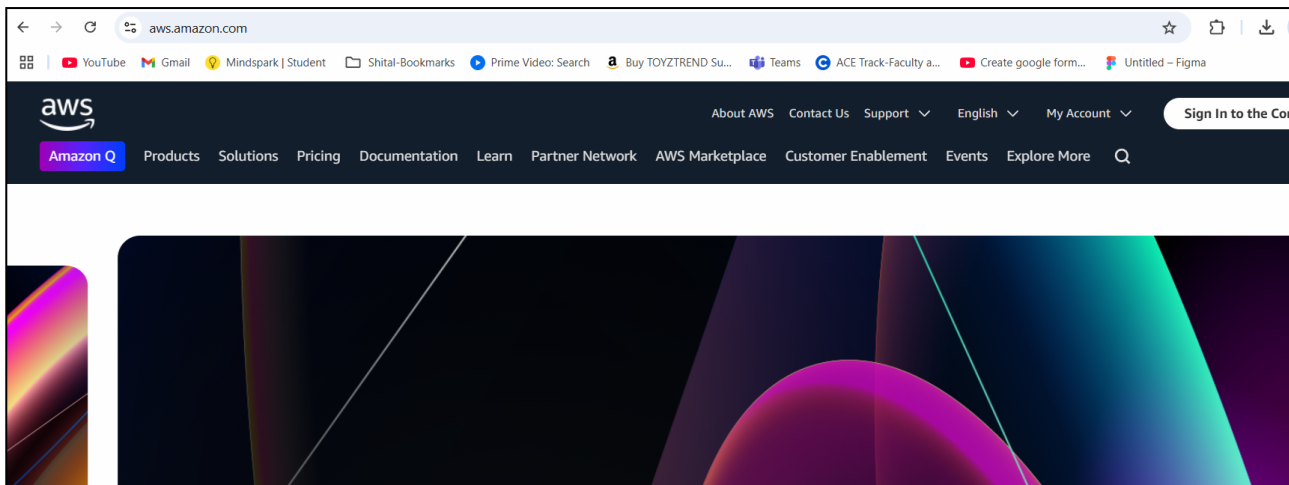 aws.amazon.com
YouTube Gmail Mindspark | Student Shital-Bookmarks Prime Video: Search Buy TOYZTREND Su... Teams ACE Track-Faculty a... Create google form... Untitled – Figma
aws
About AWS Contact Us Support English My Account Sign In to the Con
Amazon Q Products Solutions Pricing Documentation Learn Partner Network AWS Marketplace Customer Enablement Events Explore More